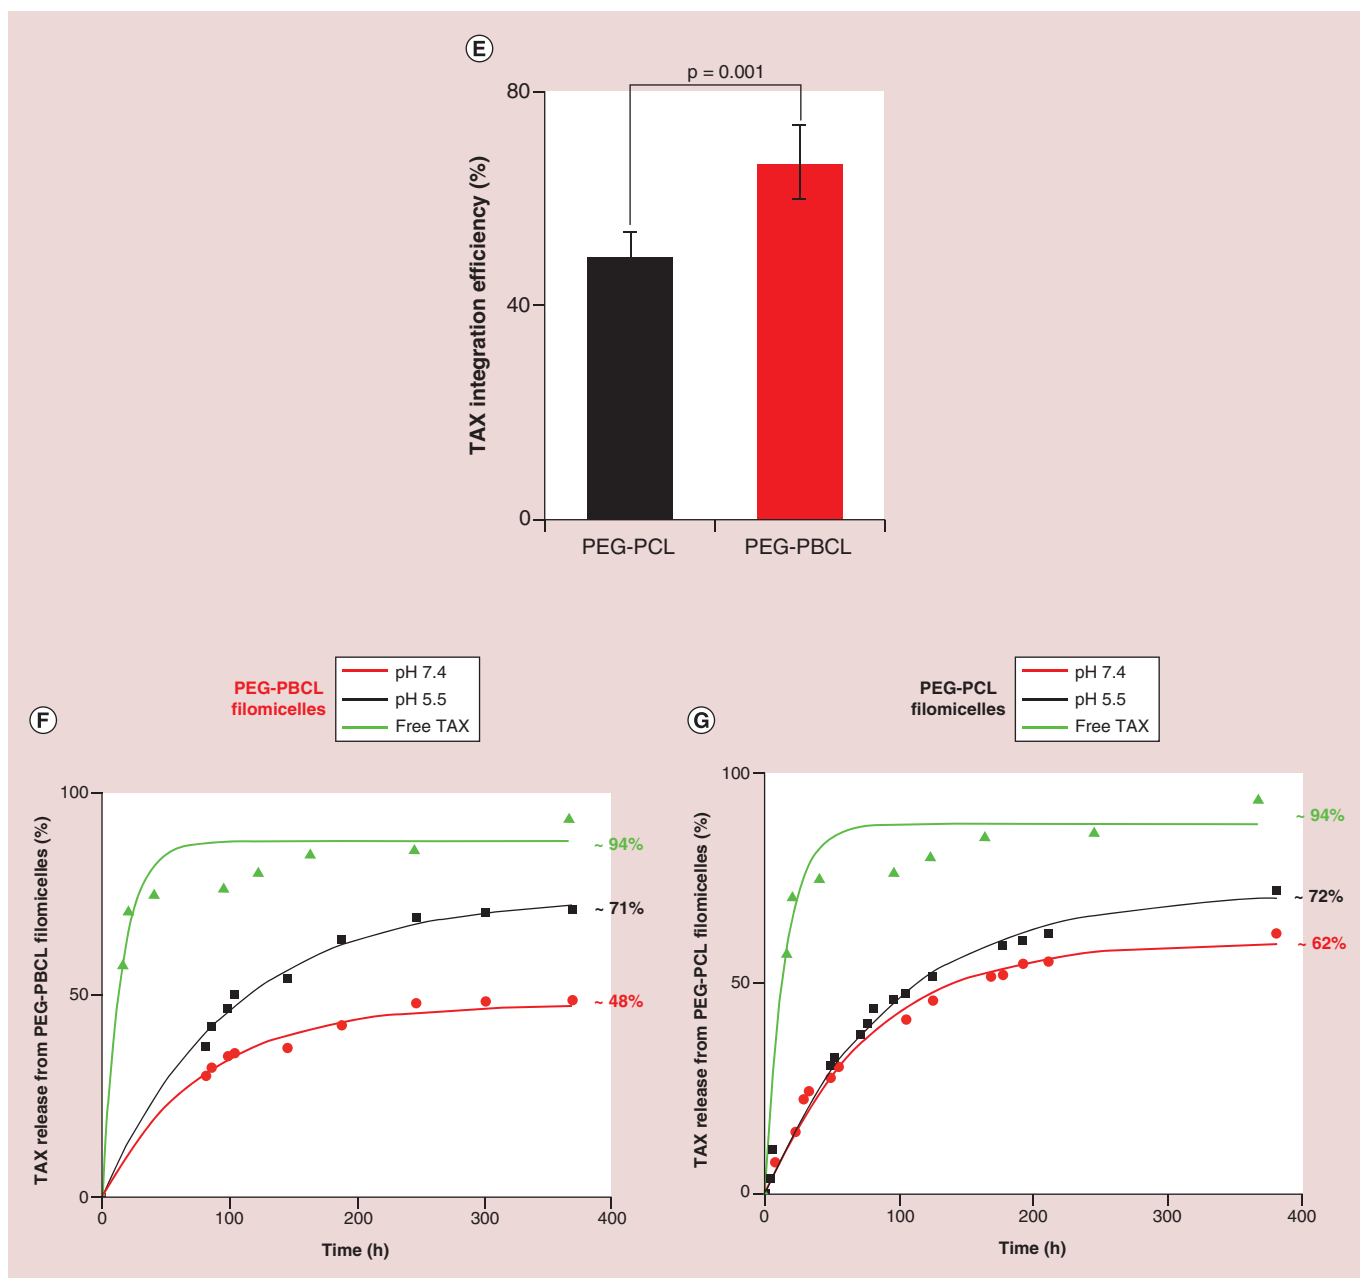 E
p = 0.001
80
40
0
TAX integration efficiency (%)
PEG-PCL
PEG-PBCL
F
PEG-PBCL
filomicelles
pH 7.4
pH 5.5
Free TAX
100
50
0
TAX release from PEG-PBCL filomicelles (%)
~ 94%
~ 71%
~ 48%
0
100
200
300
400
Time (h)
G
PEG-PCL
filomicelles
pH 7.4
pH 5.5
Free TAX
100
50
0
TAX release from PEG-PCL filomicelles (%)
~ 94%
~ 72%
~ 62%
0
100
200
300
400
Time (h)